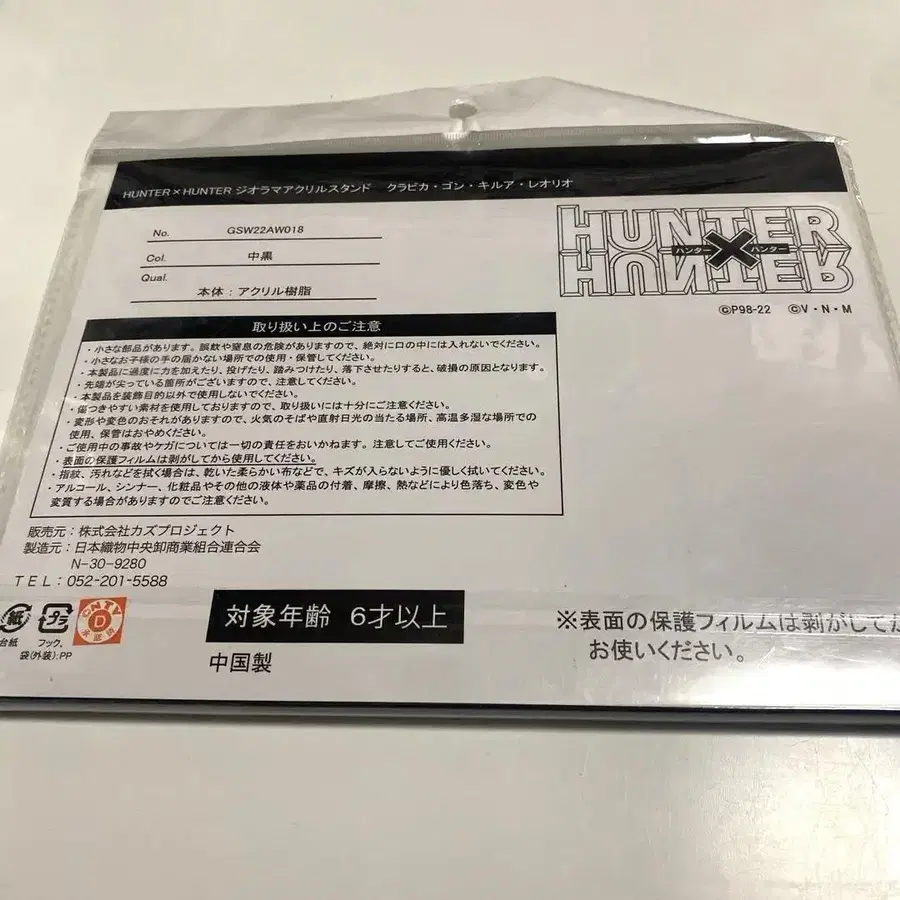 HUNTER×HUNTER ジオラマアクリルスタンド クラピカ・ゴン・キルア・レオリオ
No. GSW22AW018
Col. 中黒
Qual.
本体：アクリル樹脂
HUNTER
ハンター×ハンター
HUNTER
©P98-22 ©V・N・M
取り扱い上のご注意
・小さな部品があります。誤飲や窒息の危険がありますので、絶対に口の中には入れないでください。
・小さなお子様の手の届かない場所での使用・保管してください。
・本製品に過度に力を加えたり、投げたり、踏みつけたり、落下させたりすると、破損の原因となります。
・先端が尖っている箇所がございますので、注意してください。
・本製品を装飾目的以外で使用しないでください。
・傷つきやすい素材を使用しておりますので、取り扱いには十分にご注意ください。
・変形や変色のおそれがありますので、火気のそばや直射日光の当たる場所、高温多湿な場所での
使用、保管はおやめください。
・ご使用中の事故やケガについては一切の責任をおいかねます。注意してご使用ください。
・表面の保護フィルムは剥がしてから使用してください。
・指紋、汚れなどを拭く場合は、乾いた柔らかい布などで、キズが入らないように優しく拭いてください。
・アルコール、シンナー、化粧品やその他の液体や薬品の付着、摩擦、熱などにより色落ち、変色や
変質する場合がありますのでご注意ください。
販売元：株式会社カズプロジェクト
製造元：日本織物中央卸商業組合連合会
N-30-9280
TEL：052-201-5588
紙
台紙
プラ
フック、
袋(外装):PP
D
対象年齢 6才以上
中国製
※表面の保護フィルムは剥がしてか
お使いください。